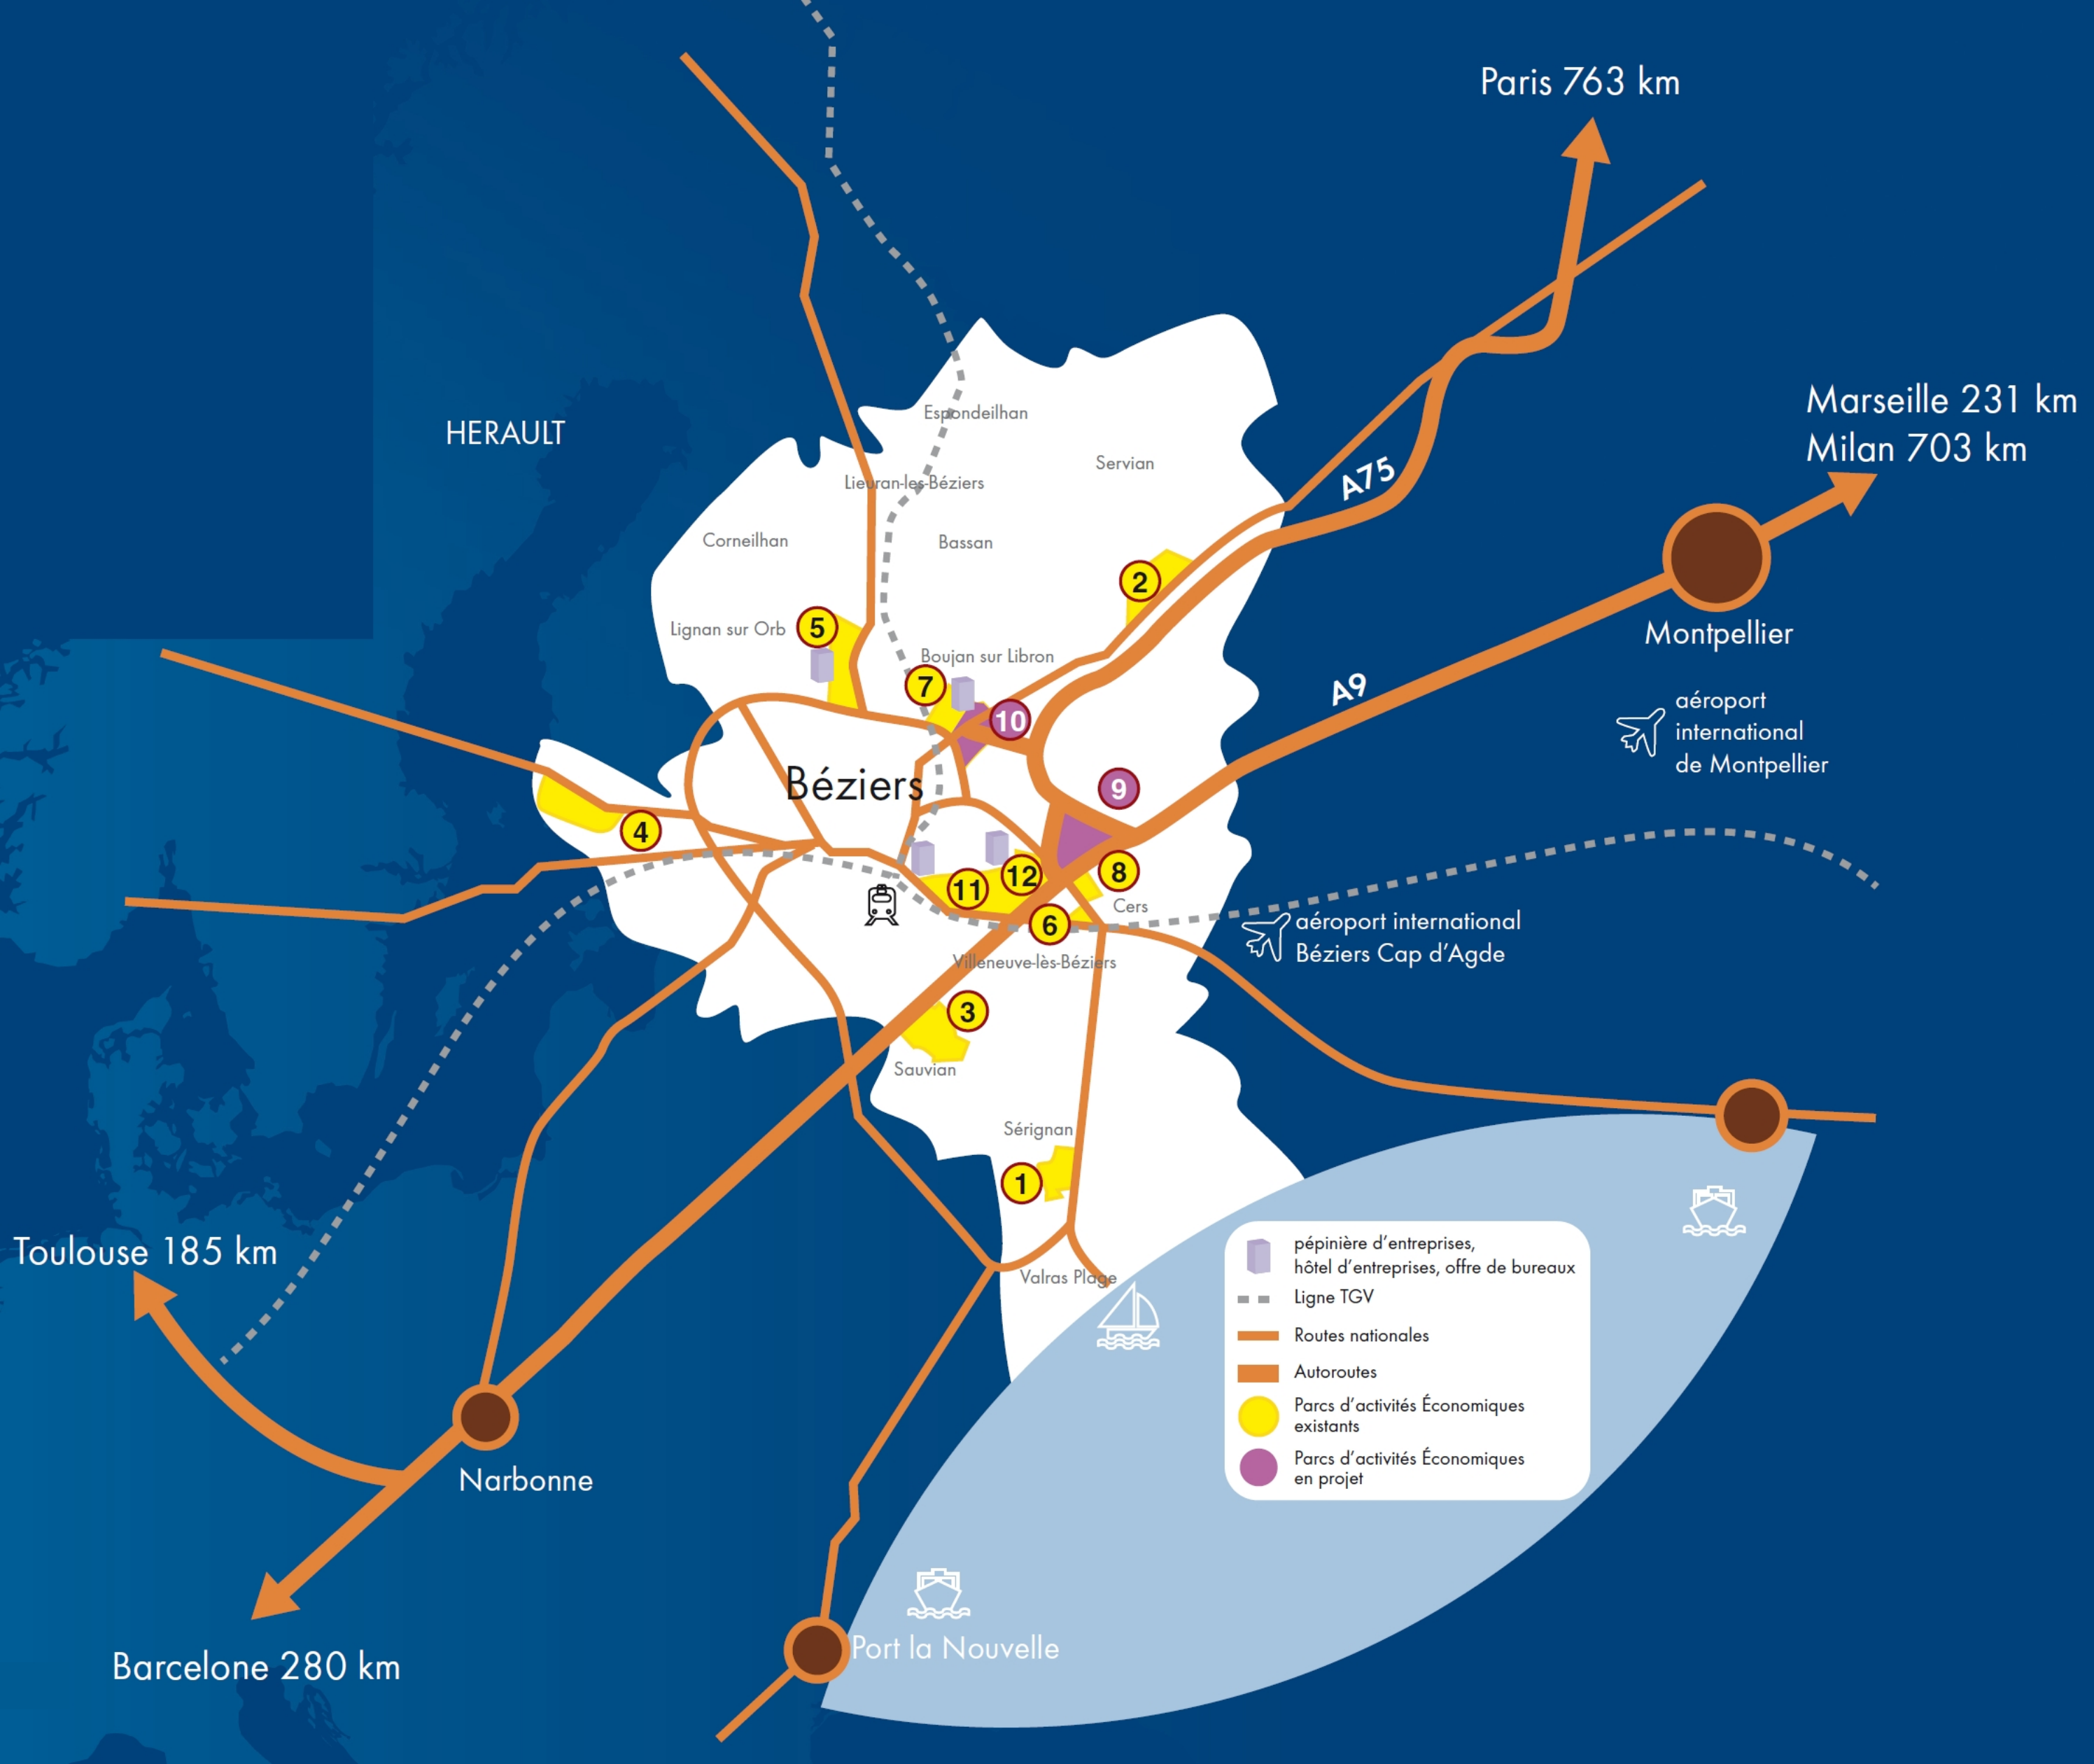 Paris 763 km
Marseille 231 km
Milan 703 km
HERAULT
Espondeilhan
Servian
A75
Lieuran-les-Béziers
Corneilhan
Bassan
2
5
Lignan sur Orb
Boujan sur Libron
Montpellier
7
10
A9
aéroport
international
de Montpellier
Béziers
9
4
12
8
11
Cers
6
aéroport international
Béziers Cap d'Agde
Villeneuve-lès-Béziers
3
Sauvian
Sérignan
1
Toulouse 185 km
Valras Plage
pépinière d'entreprises,
hôtel d'entreprises, offre de bureaux
Ligne TGV
Routes nationales
Autoroutes
Parcs d'activités Économiques
existants
Parcs d'activités Économiques
en projet
Narbonne
Port la Nouvelle
Barcelone 280 km